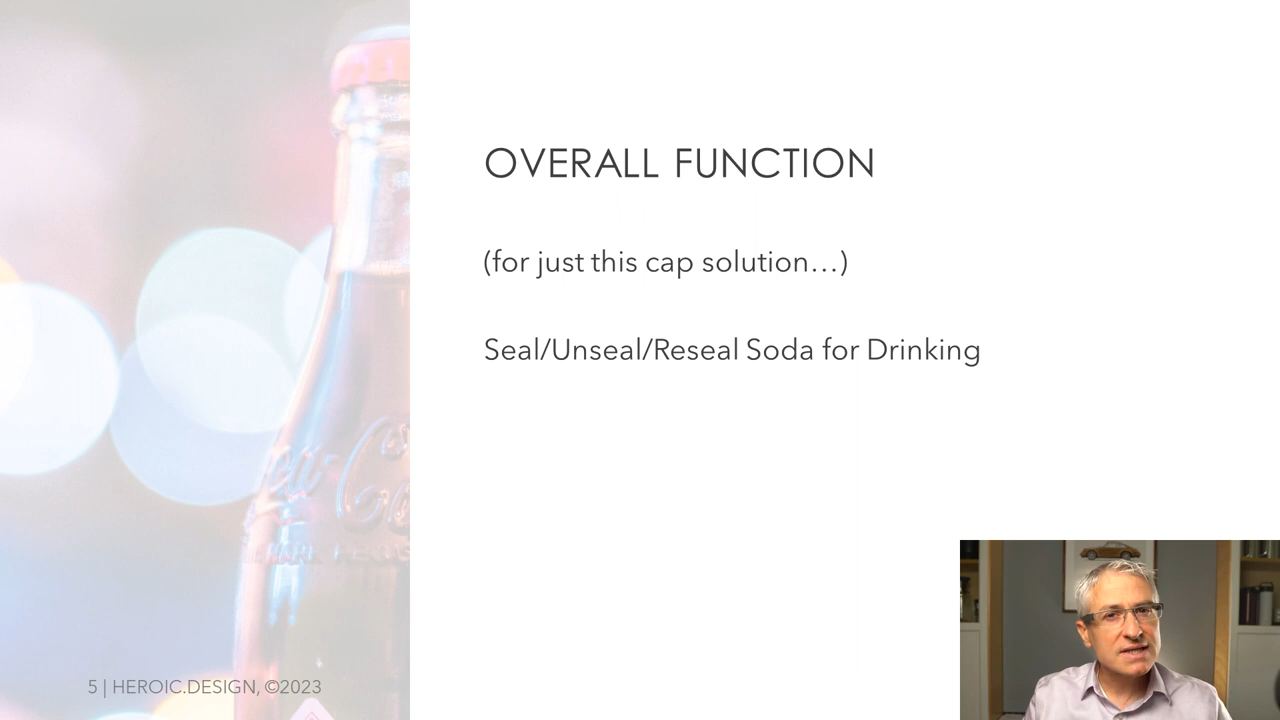 OVERALL FUNCTION
(for just this cap solution...)
Seal/Unseal/Reseal Soda for Drinking
5 | HEROIC.DESIGN, ©2023